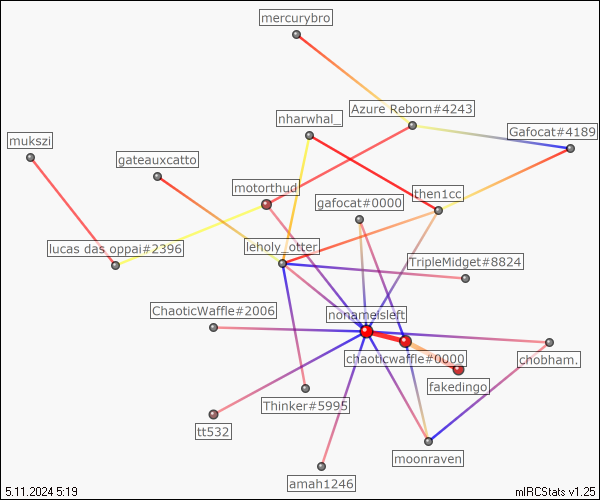 mercurybro
Azure Reborn#4243
nharwhal_
Gafocat#4189
mukszi
gateauxcatto
motorthud
then1cc
gafocat#0000
lucas das oppai#2396
leholy_otter
TripleMidget#8824
ChaoticWaffle#2006
nonameisleft
chaoticwaffle#0000
chobham.
fakedingo
Thinker#5995
tt532
moonraven
amah1246
5.11.2024 5:19
mIRCStats v1.25